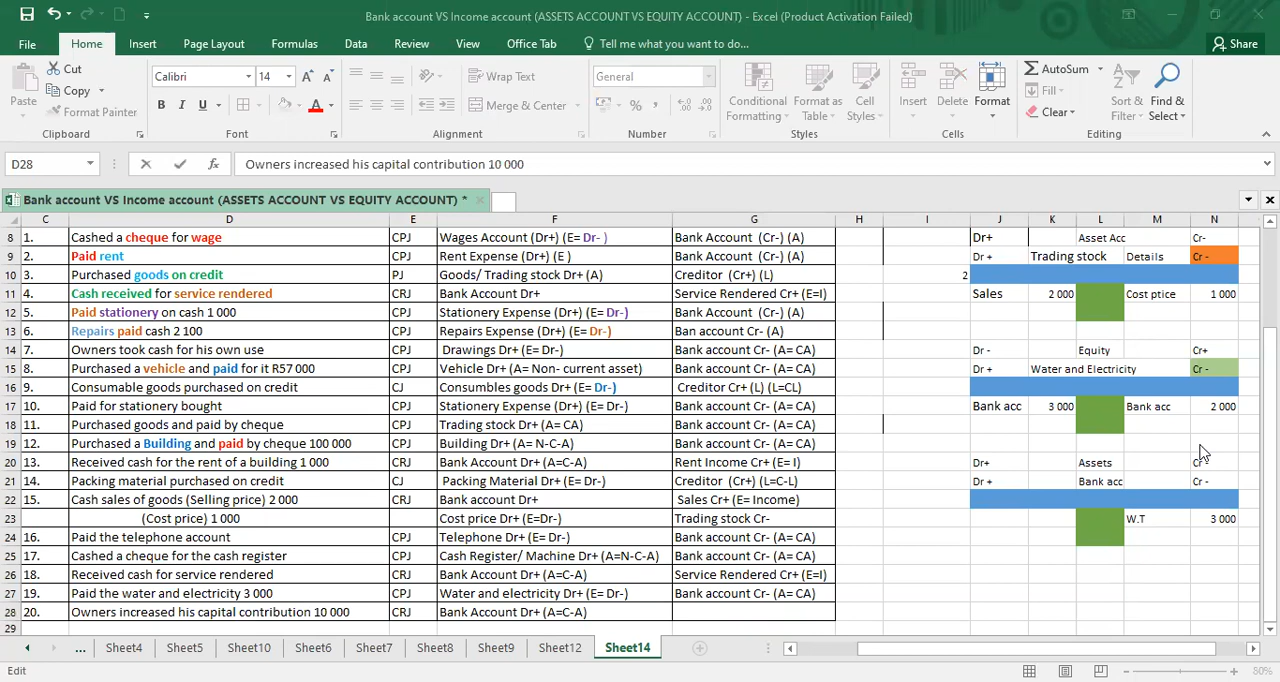 Bank account VS Income account (ASSETS ACCOUNT VS EQUITY ACCOUNT) - Excel (Product Activation Failed)
File Home Insert Page Layout Formulas Data Review View Office Tab Tell me what you want to do... Share
Cut
Copy
Format Painter
Paste
Calibri 14
B I U A
Wrap Text
Merge & Center
General
Conditional Formatting
Format as Table
Cell Styles
Insert Delete Format
AutoSum
Fill
Clear
Sort & Filter
Find & Select
Clipboard Font Alignment Number Styles Cells Editing
D28 fx Owners increased his capital contribution 10 000
Bank account VS Income account (ASSETS ACCOUNT VS EQUITY ACCOUNT) *
C D E F G H I J K L M N
8 1. Cashed a cheque for wage CPJ Wages Account (Dr+) (E= Dr- ) Bank Account (Cr-) (A) Dr+ Asset Acc Cr-
9 2. Paid rent CPJ Rent Expense (Dr+) (E ) Bank Account (Cr-) (A) Dr + Trading stock Details Cr -
10 3. Purchased goods on credit PJ Goods/ Trading stock Dr+ (A) Creditor (Cr+) (L) 2
11 4. Cash received for service rendered CRJ Bank Account Dr+ Service Rendered Cr+ (E=I) Sales 2 000 Cost price 1 000
12 5. Paid stationery on cash 1 000 CPJ Stationery Expense (Dr+) (E= Dr-) Bank Account Cr- (A)
13 6. Repairs paid cash 2 100 CPJ Repairs Expense (Dr+) (E= Dr-) Ban account Cr- (A)
14 7. Owners took cash for his own use CPJ Drawings Dr+ (E= Dr-) Bank account Cr- (A= CA) Dr - Equity Cr+
15 8. Purchased a vehicle and paid for it R57 000 CPJ Vehicle Dr+ (A= Non- current asset) Bank account Cr- (A= CA) Dr + Water and Electricity Cr -
16 9. Consumable goods purchased on credit CJ Consumbles goods Dr+ (E= Dr-) Creditor Cr+ (L) (L=CL)
17 10. Paid for stationery bought CPJ Stationery Expense (Dr+) (E= Dr-) Bank account Cr- (A= CA) Bank acc 3 000 Bank acc 2 000
18 11. Purchased goods and paid by cheque CPJ Trading stock Dr+ (A= CA) Bank account Cr- (A= CA)
19 12. Purchased a Building and paid by cheque 100 000 CPJ Building Dr+ (A= N-C-A) Bank account Cr- (A= CA)
20 13. Received cash for the rent of a building 1 000 CPJ Bank Account Dr+ (A=C-A) Rent Income Cr+ (E= I) Dr+ Assets Cr -
21 14. Packing material purchased on credit CJ Packing Material Dr+ (E= Dr-) Creditor Cr+ (L=C-L) Dr + Bank acc Cr -
22 15. Cash sales of goods (Selling price) 2 000 CRJ Bank account Dr+ Sales Cr+ (E= Income)
23 (Cost price) 1 000 Cost price Dr+ (E=Dr-) Trading stock Cr- W.T 3 000
24 16. Paid the telephone account CPJ Telephone Dr+ (E= Dr-) Bank account Cr- (A= CA)
25 17. Cashed a cheque for the cash register CPJ Cash Register/ Machine Dr+ (A=N-C-A) Bank account Cr- (A= CA)
26 18. Received cash for service rendered CRJ Bank Account Dr+ (A=C-A) Service Rendered Cr+ (E=I)
27 19. Paid the water and electricity 3 000 CPJ Water and electricity Dr+ (E= Dr-) Bank account Cr- (A= CA)
28 20. Owners increased his capital contribution 10 000 CRJ Bank Account Dr+ (A=C-A)
29
... Sheet4 Sheet5 Sheet10 Sheet6 Sheet7 Sheet8 Sheet9 Sheet12 Sheet14
Edit 80%